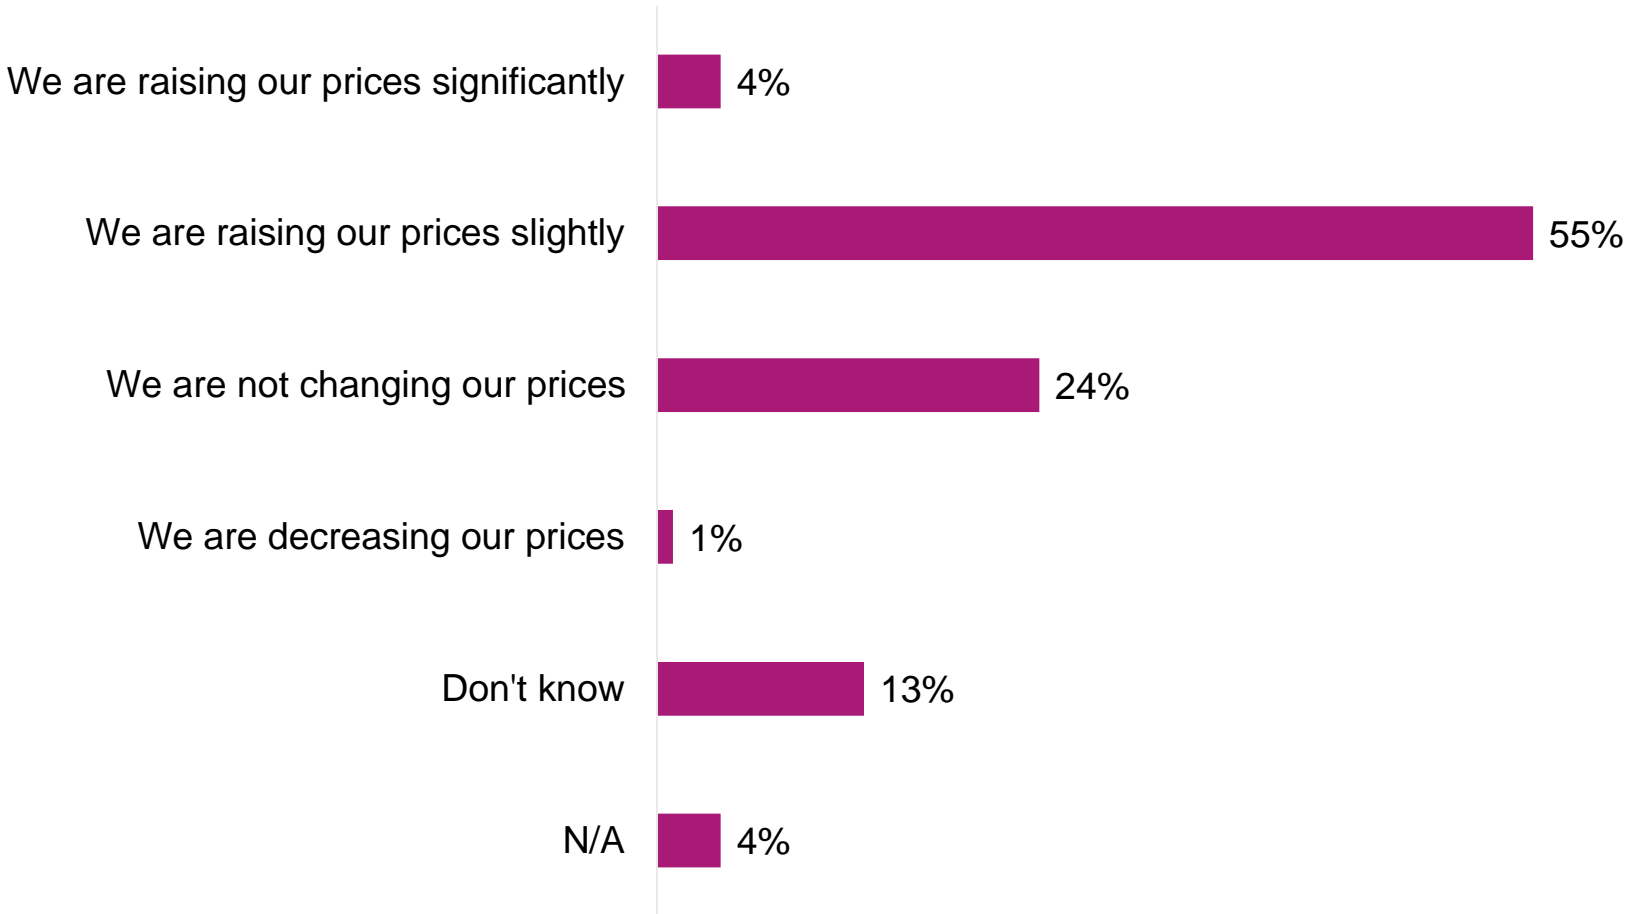 We are raising our prices significantly 4%
We are raising our prices slightly 55%
We are not changing our prices 24%
We are decreasing our prices 1%
Don't know 13%
N/A 4%